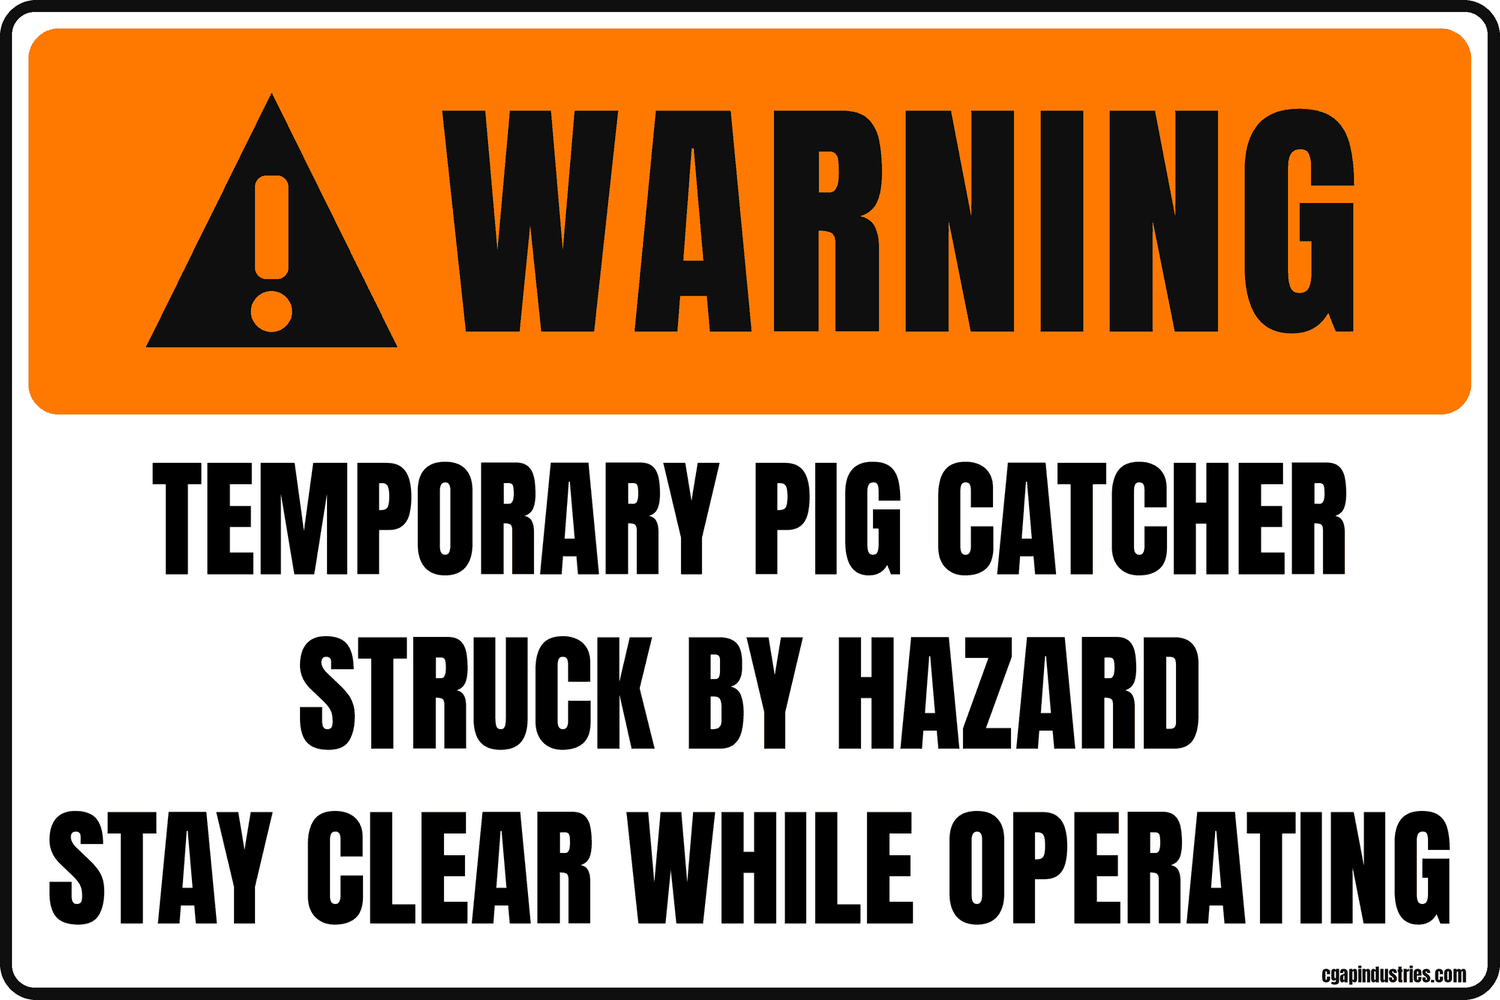 WARNING
TEMPORARY PIG CATCHER
STRUCK BY HAZARD
STAY CLEAR WHILE OPERATING
cgapindustries.com